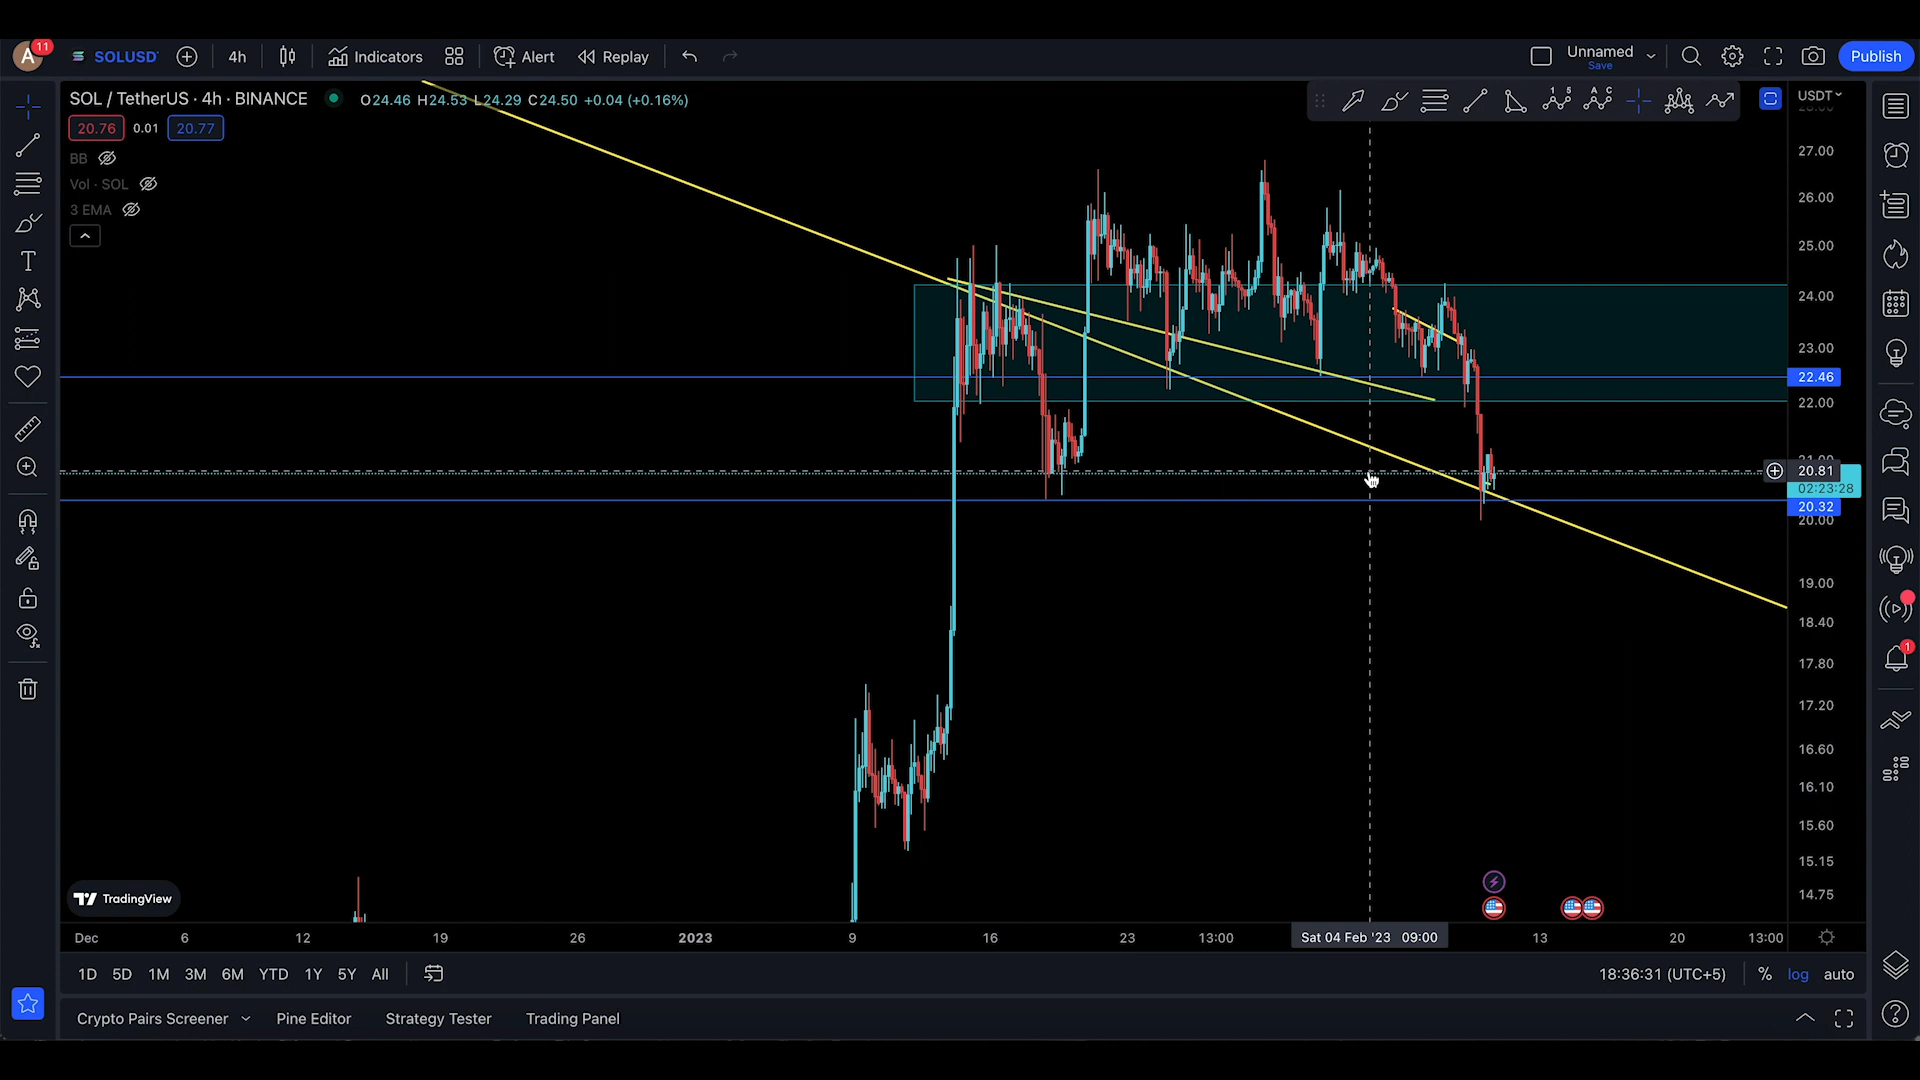 A 11 SOLUSD 4h Indicators Alert Replay Unnamed Save Publish
SOL / TetherUS · 4h · BINANCE O24.46 H24.53 L24.29 C24.50 +0.04 (+0.16%) USDT
20.76 0.01 20.77
BB
Vol · SOL
3 EMA
27.00
26.00
25.00
24.00
23.00
22.46
22.00
20.81
02:23:28
20.32
20.00
19.00
18.40
17.80
17.20
16.60
16.10
15.60
15.15
14.75
1
TradingView
Dec 6 12 19 26 2023 9 16 23 13:00 Sat 04 Feb '23 09:00 13 20 13:00
1D 5D 1M 3M 6M YTD 1Y 5Y All 18:36:31 (UTC+5) % log auto
Crypto Pairs Screener Pine Editor Strategy Tester Trading Panel